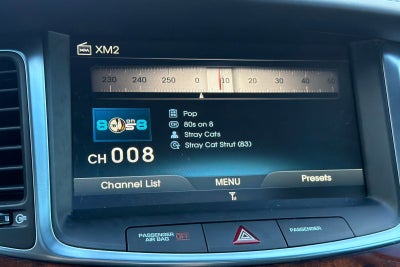 XM2
230 240 250 0 10 20 30 40 50
80s on 8
Pop
CH 80s on 8
Stray Cats
Stray Cat Strut (83)
CH 008
Channel List MENU Presets
PASSENGER
AIR BAG OFF
PASSENGER